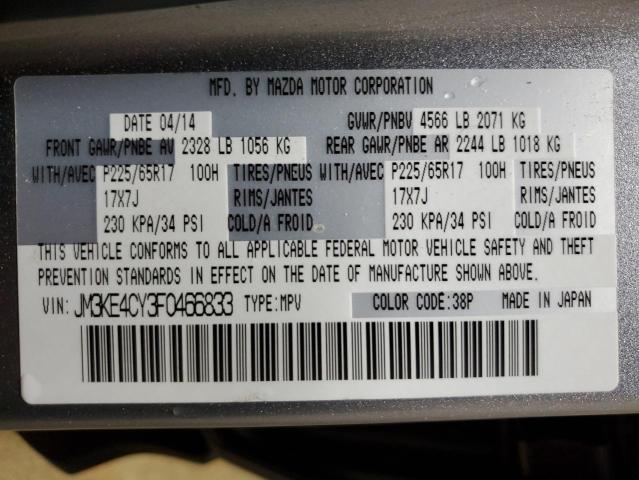 MFD. BY MAZDA MOTOR CORPORATION
DATE 04/14 GVWR/PNBV 4566 LB 2071 KG
FRONT GAWR/PNBE AV 2328 LB 1056 KG REAR GAWR/PNBE AR 2244 LB 1018 KG
WITH/AVEC P225/65R17 100H TIRES/PNEUS WITH/AVEC P225/65R17 100H TIRES/PNEUS
17X7J RIMS/JANTES 17X7J RIMS/JANTES
230 KPA/34 PSI COLD/A FROID 230 KPA/34 PSI COLD/A FROID
THIS VEHICLE CONFORMS TO ALL APPLICABLE FEDERAL MOTOR VEHICLE SAFETY AND THEFT
PREVENTION STANDARDS IN EFFECT ON THE DATE OF MANUFACTURE SHOWN ABOVE.
VIN: JM3KE4CY3F0466833 TYPE:MPV COLOR CODE:38P MADE IN JAPAN